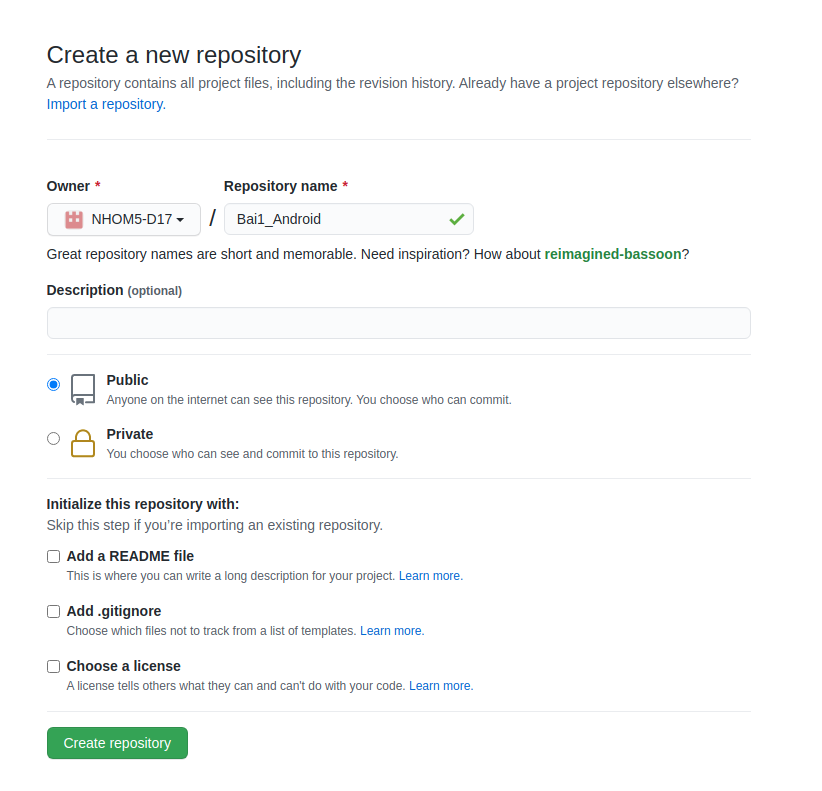 Create a new repository
A repository contains all project files, including the revision history. Already have a project repository elsewhere?
Import a repository.
Owner *
Repository name *
NHOM5-D17
/
Bai1_Android
Great repository names are short and memorable. Need inspiration? How about reimagined-bassoon?
Description (optional)
Public
Anyone on the internet can see this repository. You choose who can commit.
Private
You choose who can see and commit to this repository.
Initialize this repository with:
Skip this step if you’re importing an existing repository.
Add a README file
This is where you can write a long description for your project. Learn more.
Add .gitignore
Choose which files not to track from a list of templates. Learn more.
Choose a license
A license tells others what they can and can't do with your code. Learn more.
Create repository